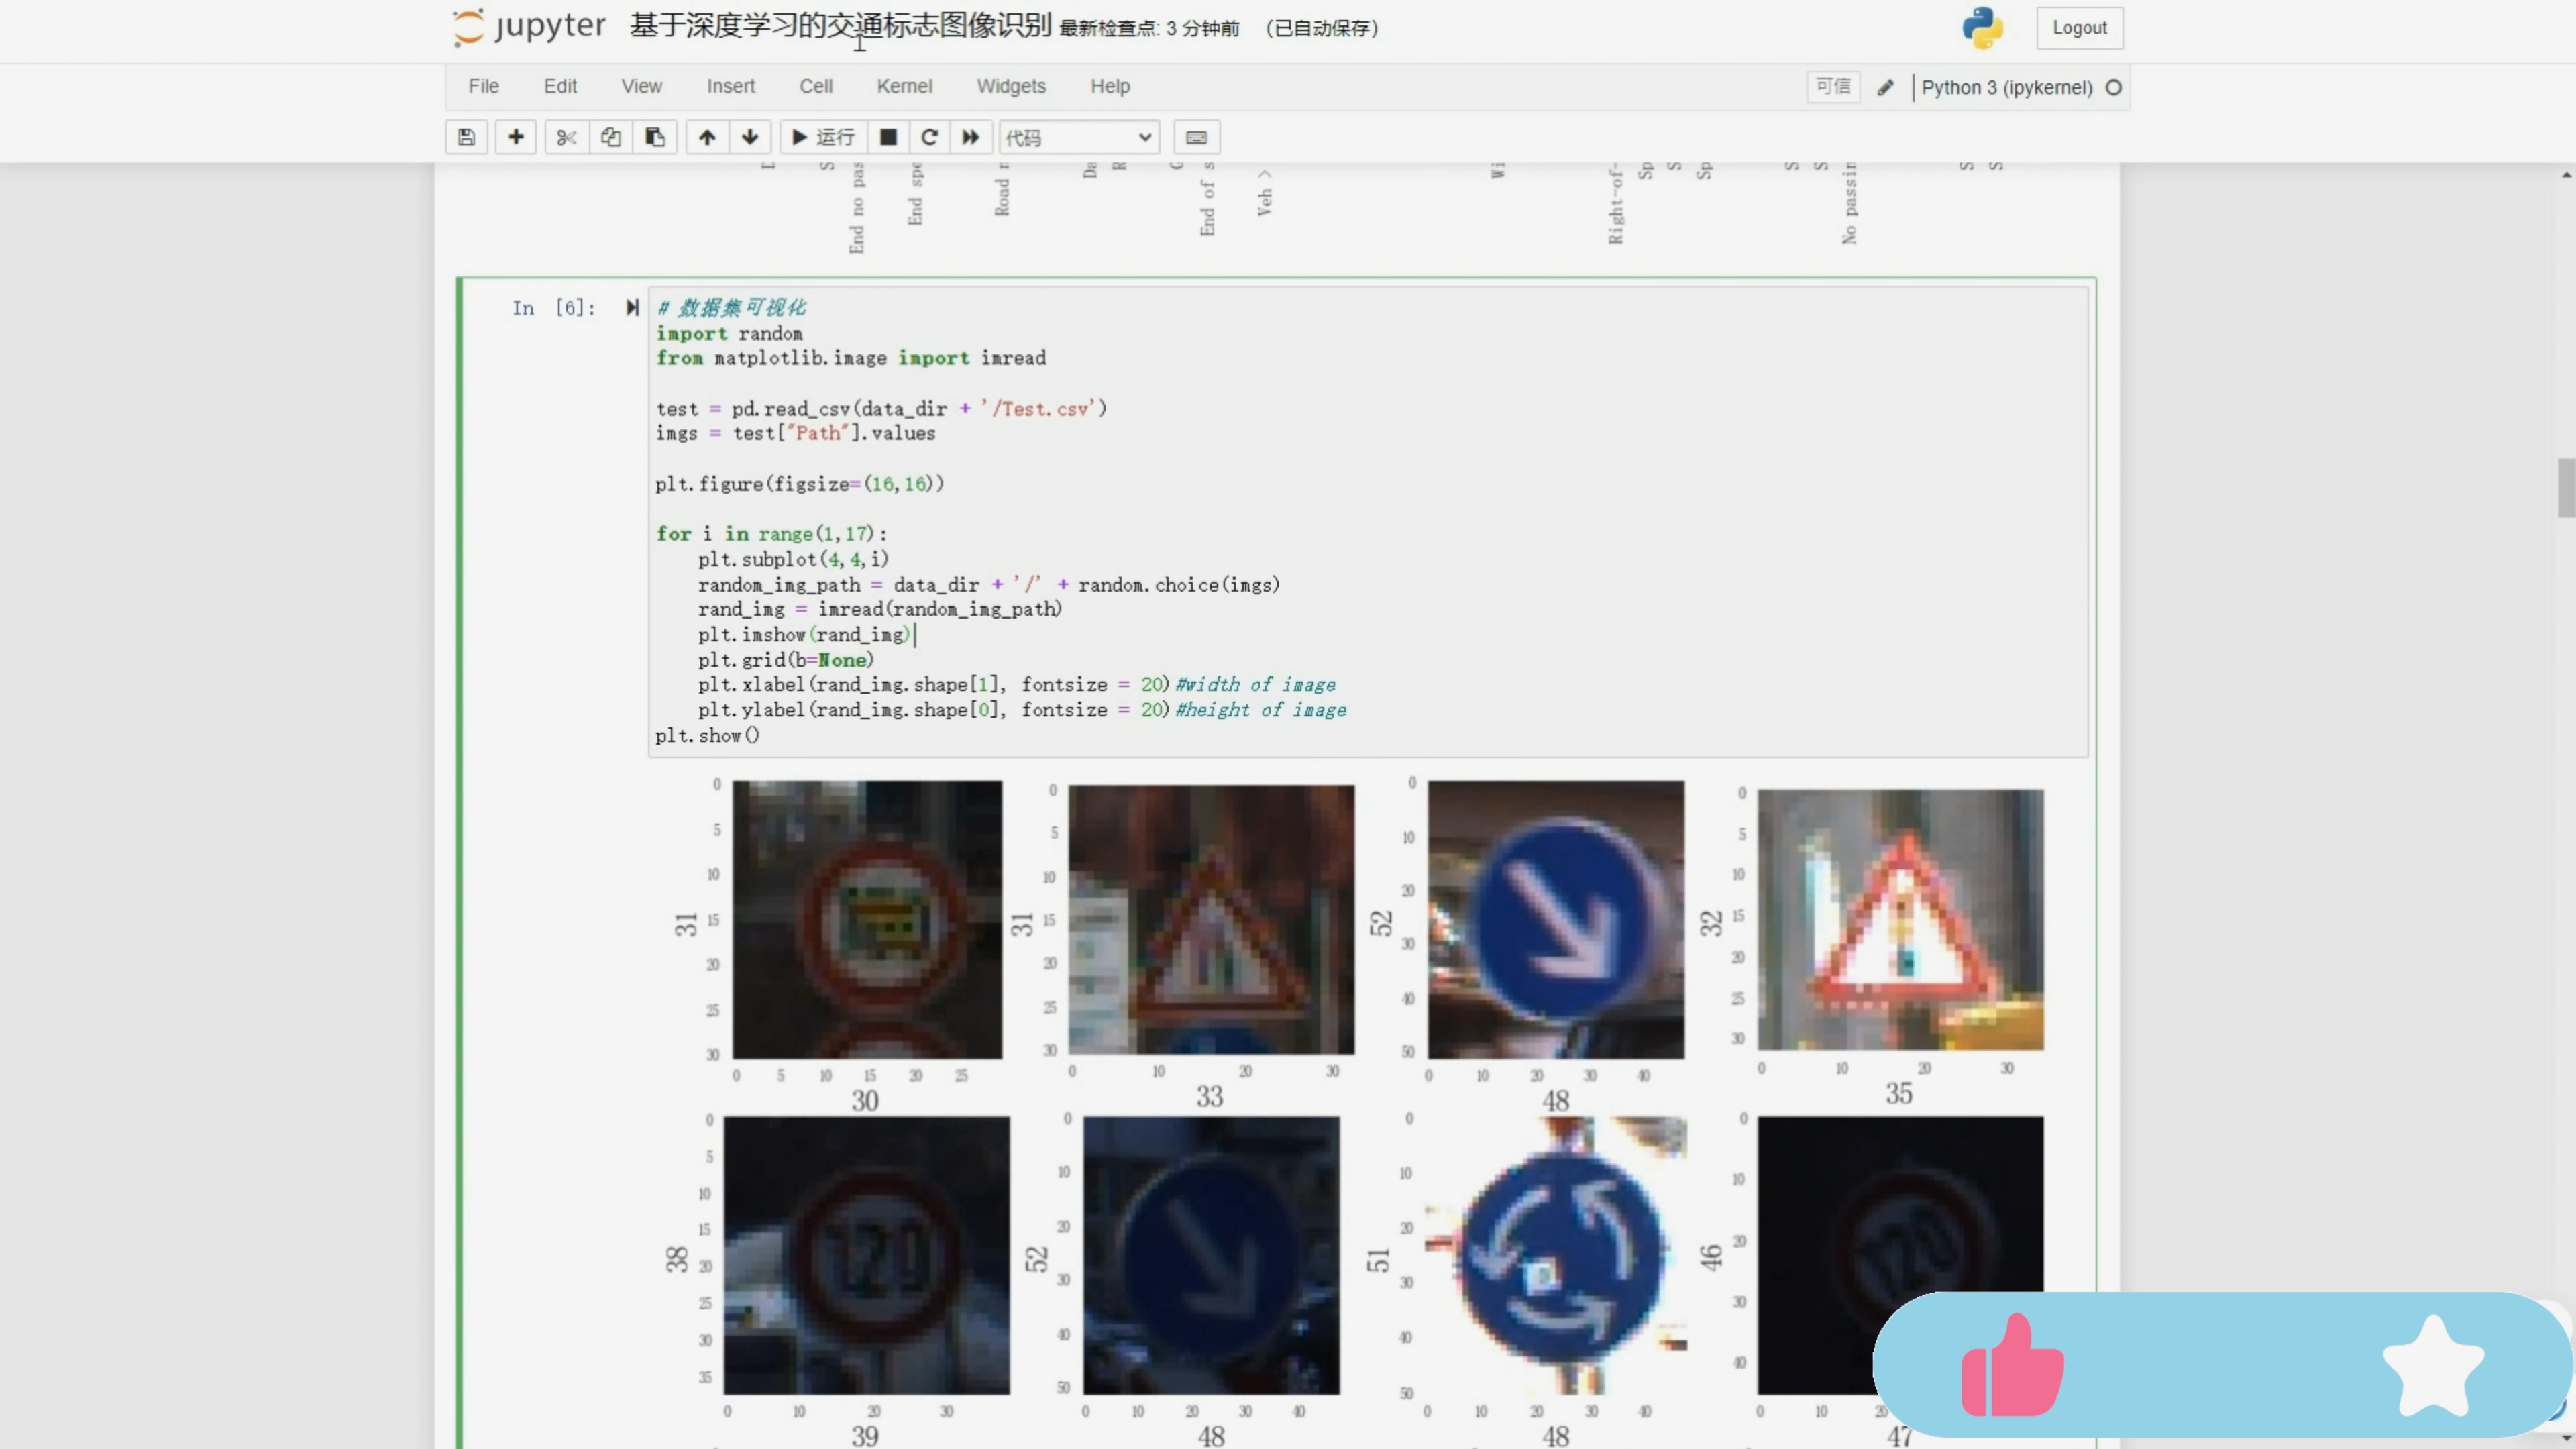 jupyter 基于深度学习的交通标志图像识别 最新检查点: 3 分钟前 (已自动保存) Logout
File Edit View Insert Cell Kernel Widgets Help 可信 Python 3 (ipykernel)
运行 代码
End no pas
End spe
Road r
Da
End of s
Veh >
Wi
Right-of-
Sp
S
Sp
S
S
No passin
S
S
In [6]:
# 数据集可视化
import random
from matplotlib.image import imread
test = pd.read_csv(data_dir + '/Test.csv')
imgs = test["Path"].values
plt.figure(figsize=(16,16))
for i in range(1,17):
plt.subplot(4,4,i)
random_img_path = data_dir + '/' + random.choice(imgs)
rand_img = imread(random_img_path)
plt.imshow(rand_img)
plt.grid(b=None)
plt.xlabel(rand_img.shape[1], fontsize = 20)#width of image
plt.ylabel(rand_img.shape[0], fontsize = 20)#height of image
plt.show()
31
0
5
10
15
20
25
30
0 5 10 15 20 25
30
31
0
5
10
15
20
25
30
0 10 20 30
33
52
0
10
20
30
40
50
0 10 20 30 40
48
32
0
5
10
15
20
25
30
0 10 20 30
35
38
0
5
10
15
20
25
30
35
120
0 10 20 30
39
52
0
10
20
30
40
50
0 10 20 30 40
48
51
0
10
20
30
40
50
0 10 20 30 40
48
46
0
10
20
30
40
120
0 10 20
47